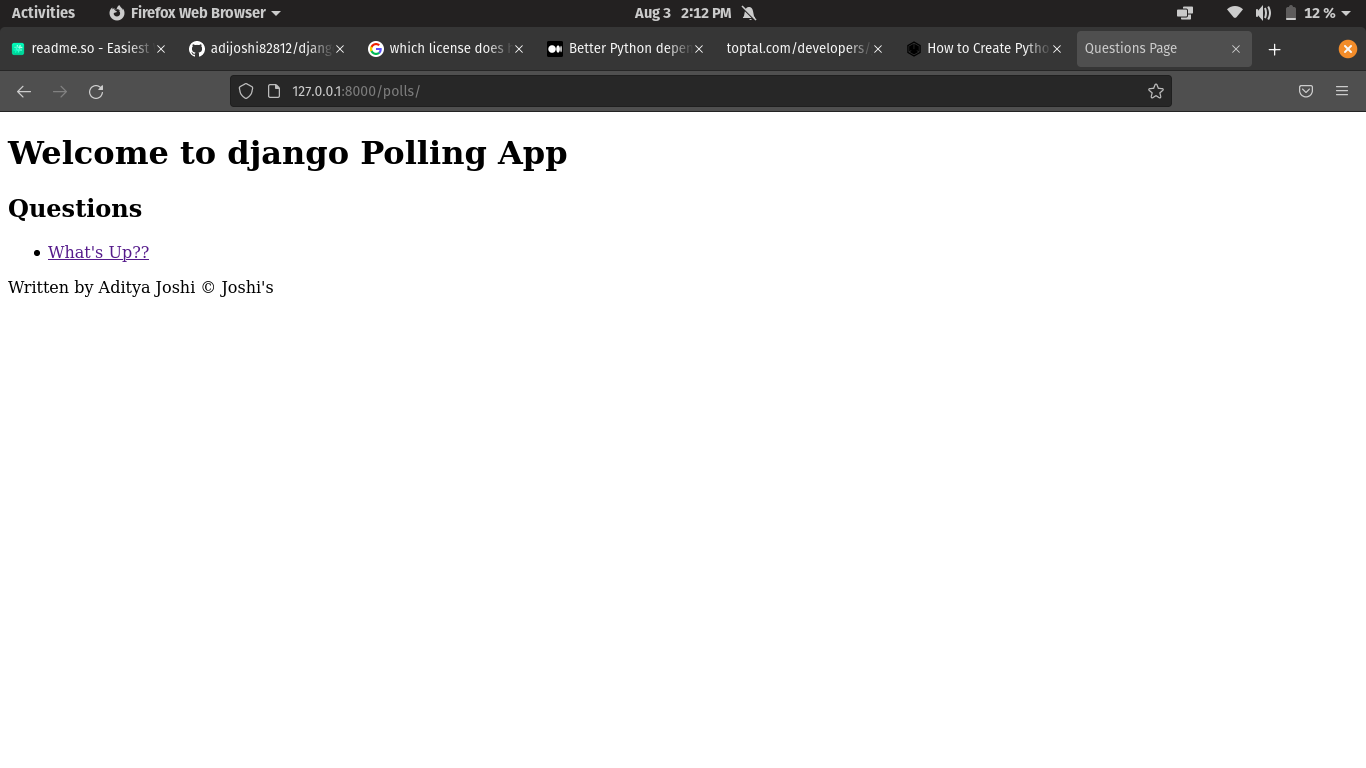 Activities Firefox Web Browser Aug 3 2:12 PM 12 %
readme.so - Easiest adijoshi82812/djang which license does Better Python deper toptal.com/developers/ How to Create Pytho Questions Page
127.0.0.1:8000/polls/
Welcome to django Polling App
Questions
What's Up??
Written by Aditya Joshi © Joshi's